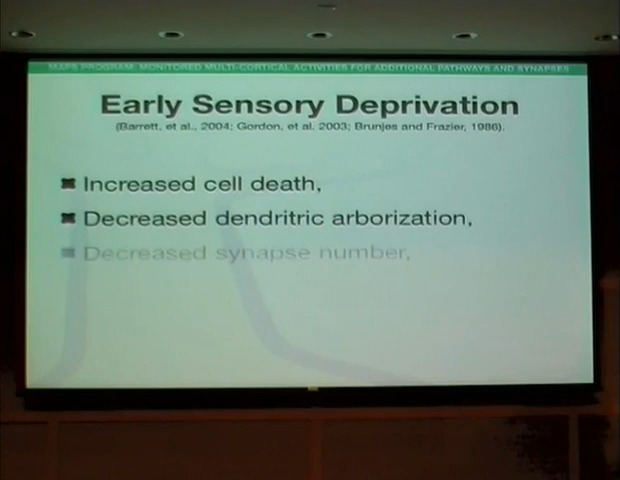 MAPS PROGRAM: MONITORED MULTI-CORTICAL ACTIVITIES FOR ADDITIONAL PATHWAYS AND SYNAPSES
Early Sensory Deprivation
(Barrett, et al., 2004; Gordon, et al. 2003; Brunjes and Frazier, 1986).
Increased cell death,
Decreased dendritric arborization,
Decreased synapse number,